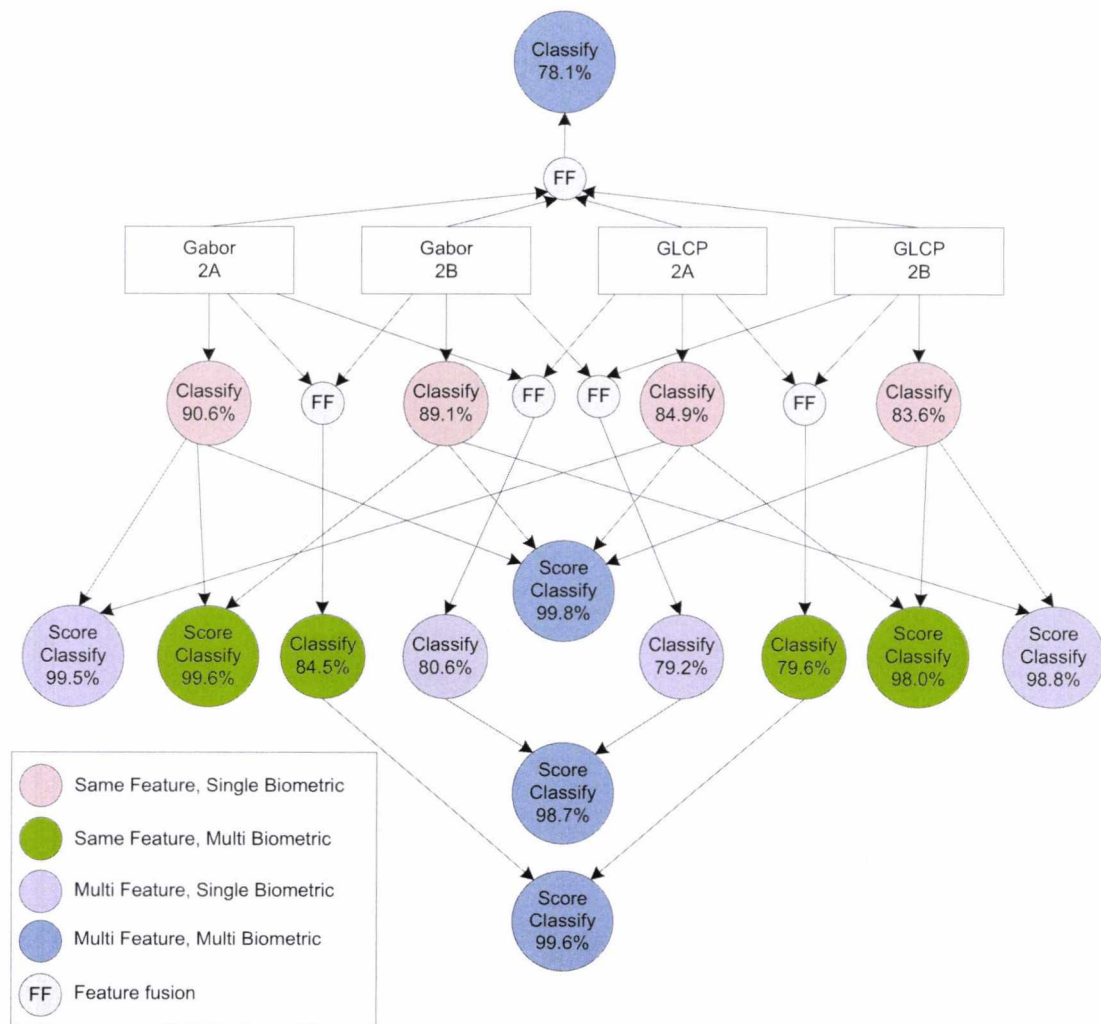 Classify
78.1%
FF
Gabor
2A
Gabor
2B
GLCP
2A
GLCP
2B
Classify
90.6%
FF
Classify
89.1%
FF
FF
Classify
84.9%
FF
Classify
83.6%
Score
Classify
99.8%
Score
Classify
99.5%
Score
Classify
99.6%
Classify
84.5%
Classify
80.6%
Classify
79.2%
Classify
79.6%
Score
Classify
98.0%
Score
Classify
98.8%
Score
Classify
98.7%
Score
Classify
99.6%
Same Feature, Single Biometric
Same Feature, Multi Biometric
Multi Feature, Single Biometric
Multi Feature, Multi Biometric
FF Feature fusion